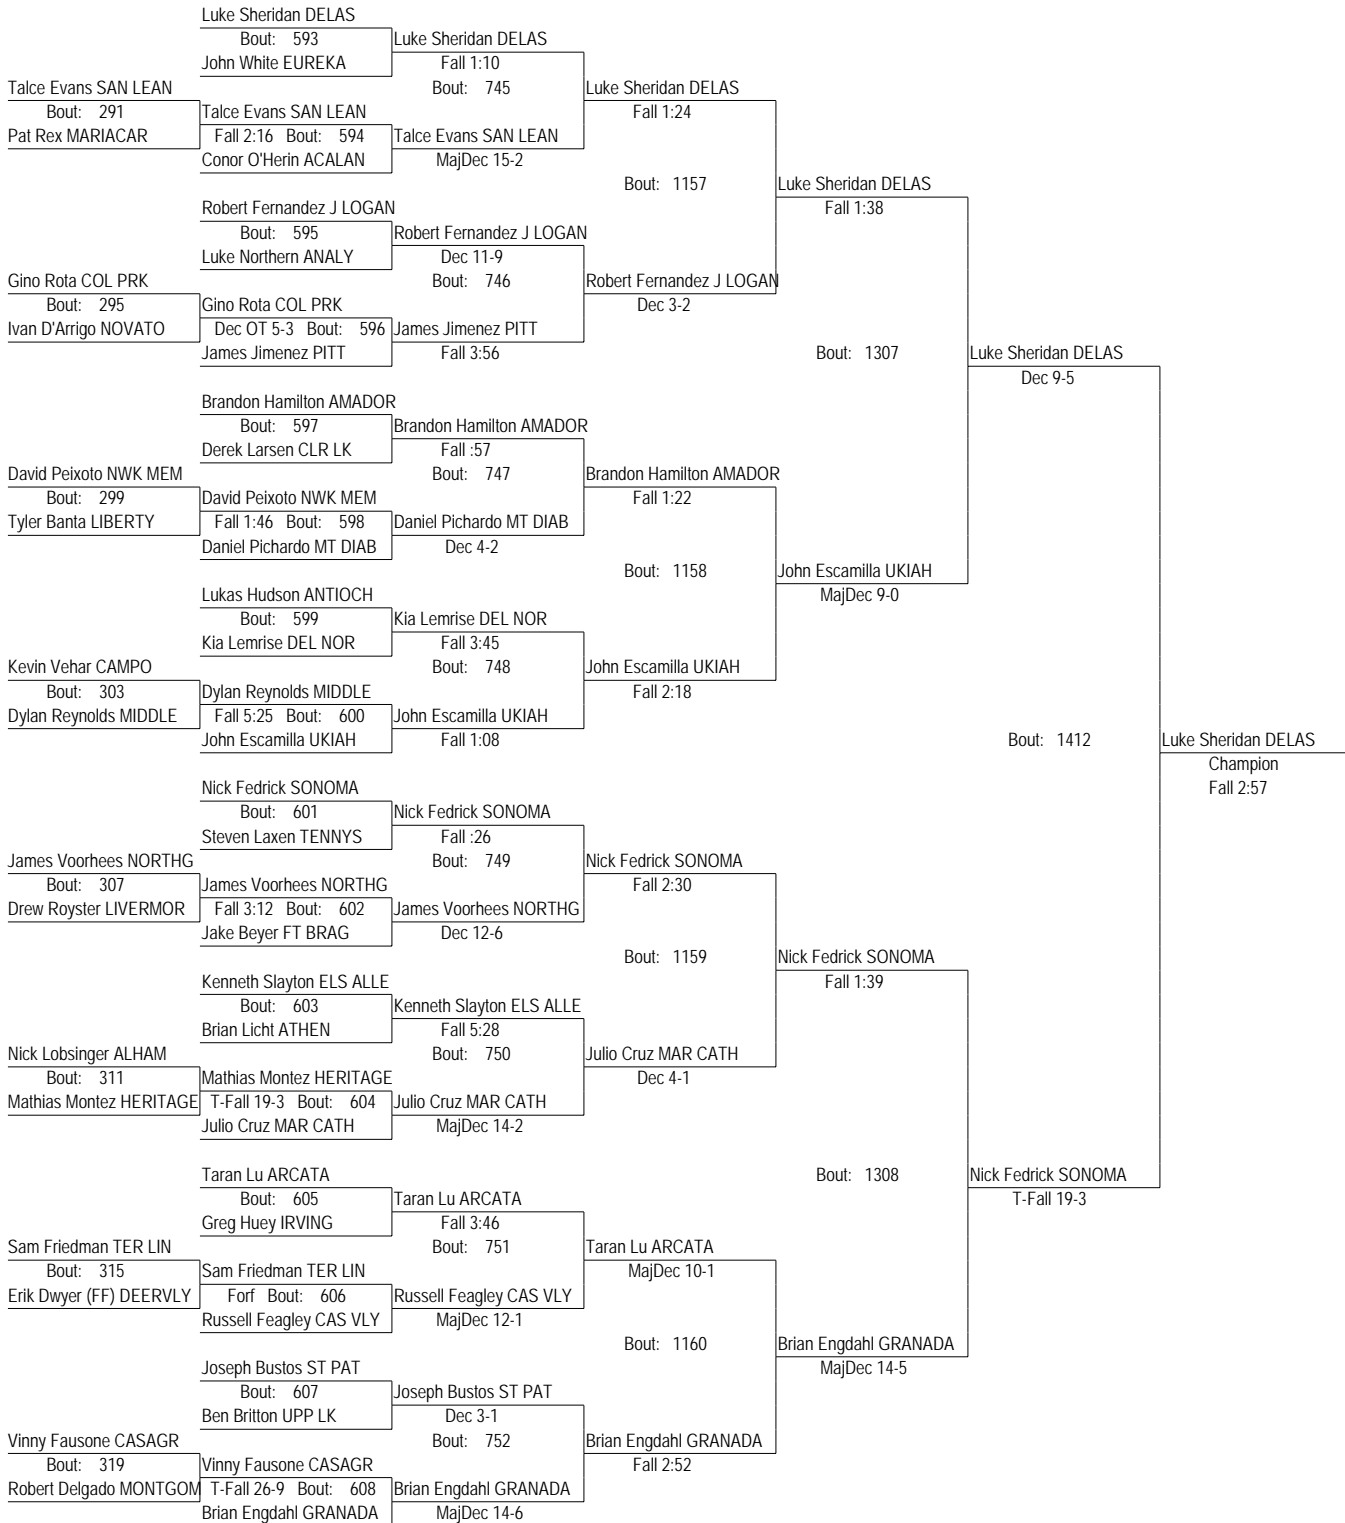 Luke Sheridan DELAS
Bout: 593
Luke Sheridan DELAS
John White EUREKA
Fall 1:10
Talce Evans SAN LEAN
Bout: 745
Luke Sheridan DELAS
Bout: 291
Talce Evans SAN LEAN
Fall 1:24
Pat Rex MARIACAR
Fall 2:16 Bout: 594
Talce Evans SAN LEAN
Conor O'Herin ACALAN
MajDec 15-2
Bout: 1157
Luke Sheridan DELAS
Robert Fernandez J LOGAN
Fall 1:38
Bout: 595
Robert Fernandez J LOGAN
Luke Northern ANALY
Dec 11-9
Gino Rota COL PRK
Bout: 746
Robert Fernandez J LOGAN
Bout: 295
Gino Rota COL PRK
Dec 3-2
Ivan D'Arrigo NOVATO
Dec OT 5-3 Bout: 596
James Jimenez PITT
James Jimenez PITT
Fall 3:56
Bout: 1307
Luke Sheridan DELAS
Dec 9-5
Brandon Hamilton AMADOR
Bout: 597
Brandon Hamilton AMADOR
Derek Larsen CLR LK
Fall :57
David Peixoto NWK MEM
Bout: 747
Brandon Hamilton AMADOR
Bout: 299
David Peixoto NWK MEM
Fall 1:22
Tyler Banta LIBERTY
Fall 1:46 Bout: 598
Daniel Pichardo MT DIAB
Daniel Pichardo MT DIAB
Dec 4-2
Bout: 1158
John Escamilla UKIAH
Lukas Hudson ANTIOCH
MajDec 9-0
Bout: 599
Kia Lemrise DEL NOR
Kia Lemrise DEL NOR
Fall 3:45
Kevin Vehar CAMPO
Bout: 748
John Escamilla UKIAH
Bout: 303
Dylan Reynolds MIDDLE
Fall 2:18
Dylan Reynolds MIDDLE
Fall 5:25 Bout: 600
John Escamilla UKIAH
John Escamilla UKIAH
Fall 1:08
Bout: 1412
Luke Sheridan DELAS
Champion
Fall 2:57
Nick Fedrick SONOMA
Bout: 601
Nick Fedrick SONOMA
Steven Laxen TENNYS
Fall :26
James Voorhees NORTHG
Bout: 749
Nick Fedrick SONOMA
Bout: 307
James Voorhees NORTHG
Fall 2:30
Drew Royster LIVERMOR
Fall 3:12 Bout: 602
James Voorhees NORTHG
Jake Beyer FT BRAG
Dec 12-6
Bout: 1159
Nick Fedrick SONOMA
Kenneth Slayton ELS ALLE
Fall 1:39
Bout: 603
Kenneth Slayton ELS ALLE
Brian Licht ATHEN
Fall 5:28
Nick Lobsinger ALHAM
Bout: 750
Julio Cruz MAR CATH
Bout: 311
Mathias Montez HERITAGE
Dec 4-1
Mathias Montez HERITAGE
T-Fall 19-3 Bout: 604
Julio Cruz MAR CATH
Julio Cruz MAR CATH
MajDec 14-2
Taran Lu ARCATA
Bout: 1308
Nick Fedrick SONOMA
Bout: 605
Taran Lu ARCATA
T-Fall 19-3
Greg Huey IRVING
Fall 3:46
Sam Friedman TER LIN
Bout: 751
Taran Lu ARCATA
Bout: 315
Sam Friedman TER LIN
MajDec 10-1
Erik Dwyer (FF) DEERVLY
Forf Bout: 606
Russell Feagley CAS VLY
Russell Feagley CAS VLY
MajDec 12-1
Bout: 1160
Brian Engdahl GRANADA
Joseph Bustos ST PAT
MajDec 14-5
Bout: 607
Joseph Bustos ST PAT
Ben Britton UPP LK
Dec 3-1
Vinny Fausone CASAGR
Bout: 752
Brian Engdahl GRANADA
Bout: 319
Vinny Fausone CASAGR
Fall 2:52
Robert Delgado MONTGOM
T-Fall 26-9 Bout: 608
Brian Engdahl GRANADA
Brian Engdahl GRANADA
MajDec 14-6